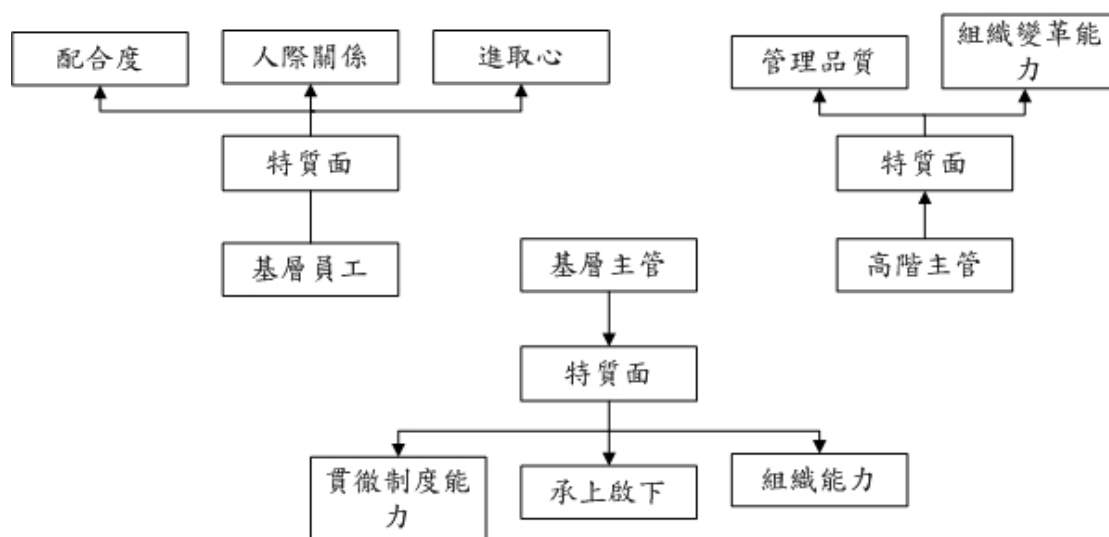 配合度
人際關係
進取心
特質面
基層員工
管理品質
組織變革能
力
特質面
高階主管
基層主管
特質面
貫徹制度能
力
承上啟下
組織能力